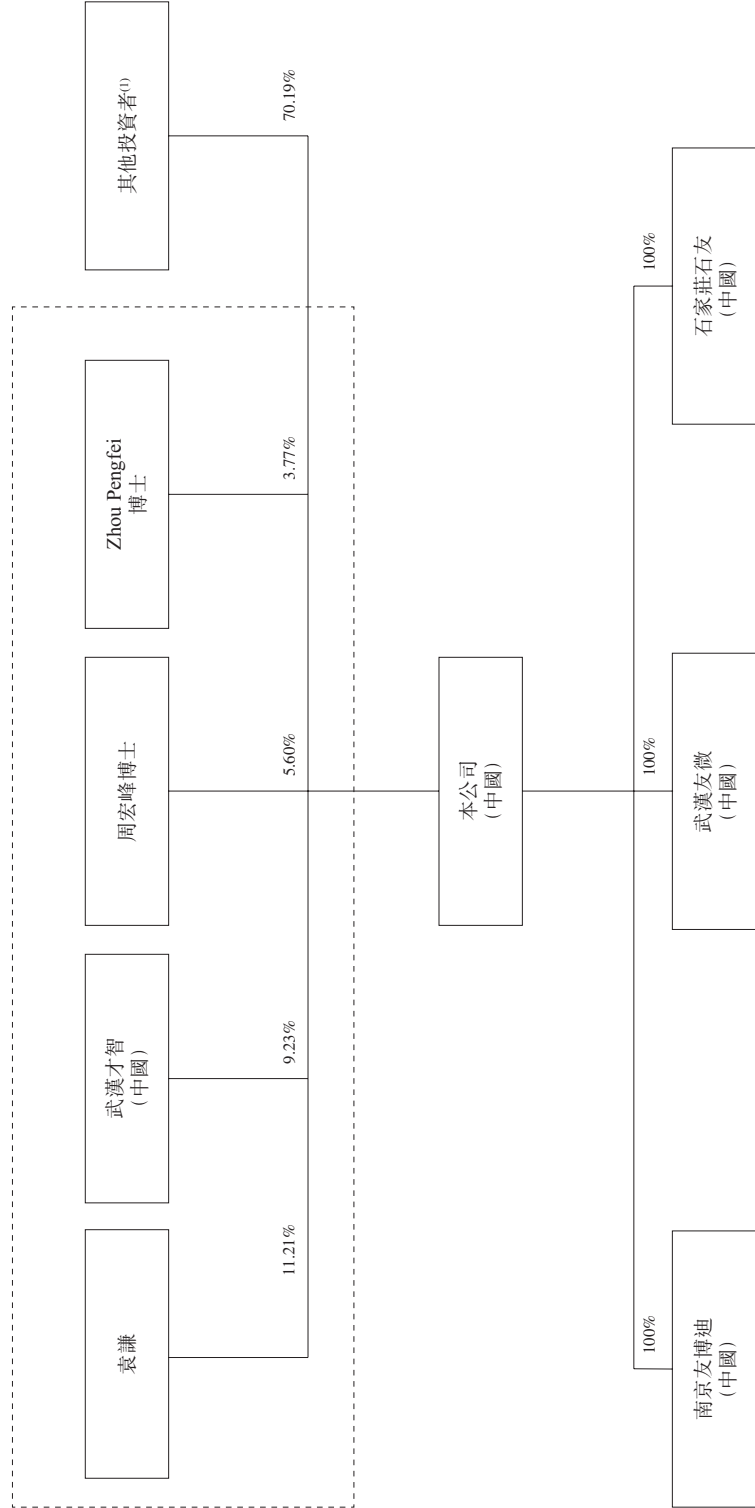 袁謙
武漢才智
（中國）
周宏峰博士
Zhou Pengfei
博士
其他投資者(1)
11.21%
9.23%
5.60%
3.77%
70.19%
本公司
（中國）
100%
100%
100%
南京友博迪
（中國）
武漢友微
（中國）
石家莊石友
（中國）